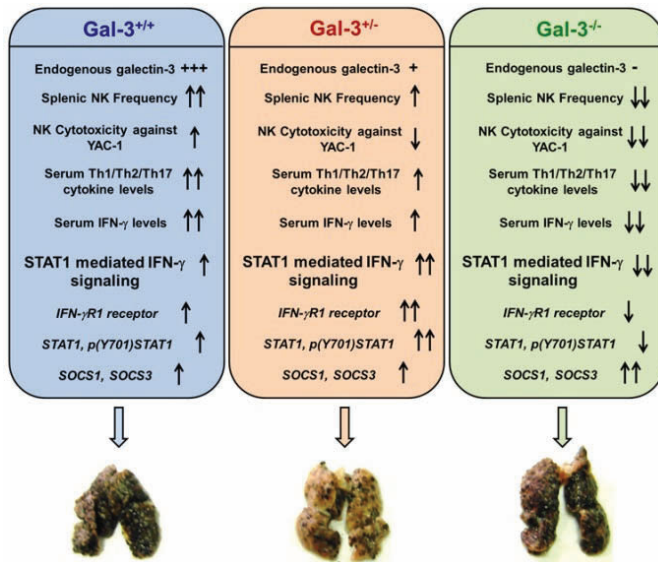 Gal-3+/+
Endogenous galectin-3 +++
Splenic NK Frequency ↑↑
NK Cytotoxicity against
YAC-1 ↑
Serum Th1/Th2/Th17
cytokine levels ↑↑
Serum IFN-γ levels ↑↑
STAT1 mediated IFN-γ
signaling ↑
IFN-γR1 receptor ↑
STAT1, p(Y701)STAT1 ↑
SOCS1, SOCS3 ↑
Gal-3+/-
Endogenous galectin-3 +
Splenic NK Frequency ↑
NK Cytotoxicity against
YAC-1 ↓
Serum Th1/Th2/Th17
cytokine levels ↑
Serum IFN-γ levels ↑
STAT1 mediated IFN-γ
signaling ↑↑
IFN-γR1 receptor ↑↑
STAT1, p(Y701)STAT1 ↑↑
SOCS1, SOCS3 ↑
Gal-3-/-
Endogenous galectin-3 -
Splenic NK Frequency ↓↓
NK Cytotoxicity against
YAC-1 ↓↓
Serum Th1/Th2/Th17
cytokine levels ↓↓
Serum IFN-γ levels ↓↓
STAT1 mediated IFN-γ
signaling ↓↓
IFN-γR1 receptor ↓
STAT1, p(Y701)STAT1 ↓
SOCS1, SOCS3 ↑↑